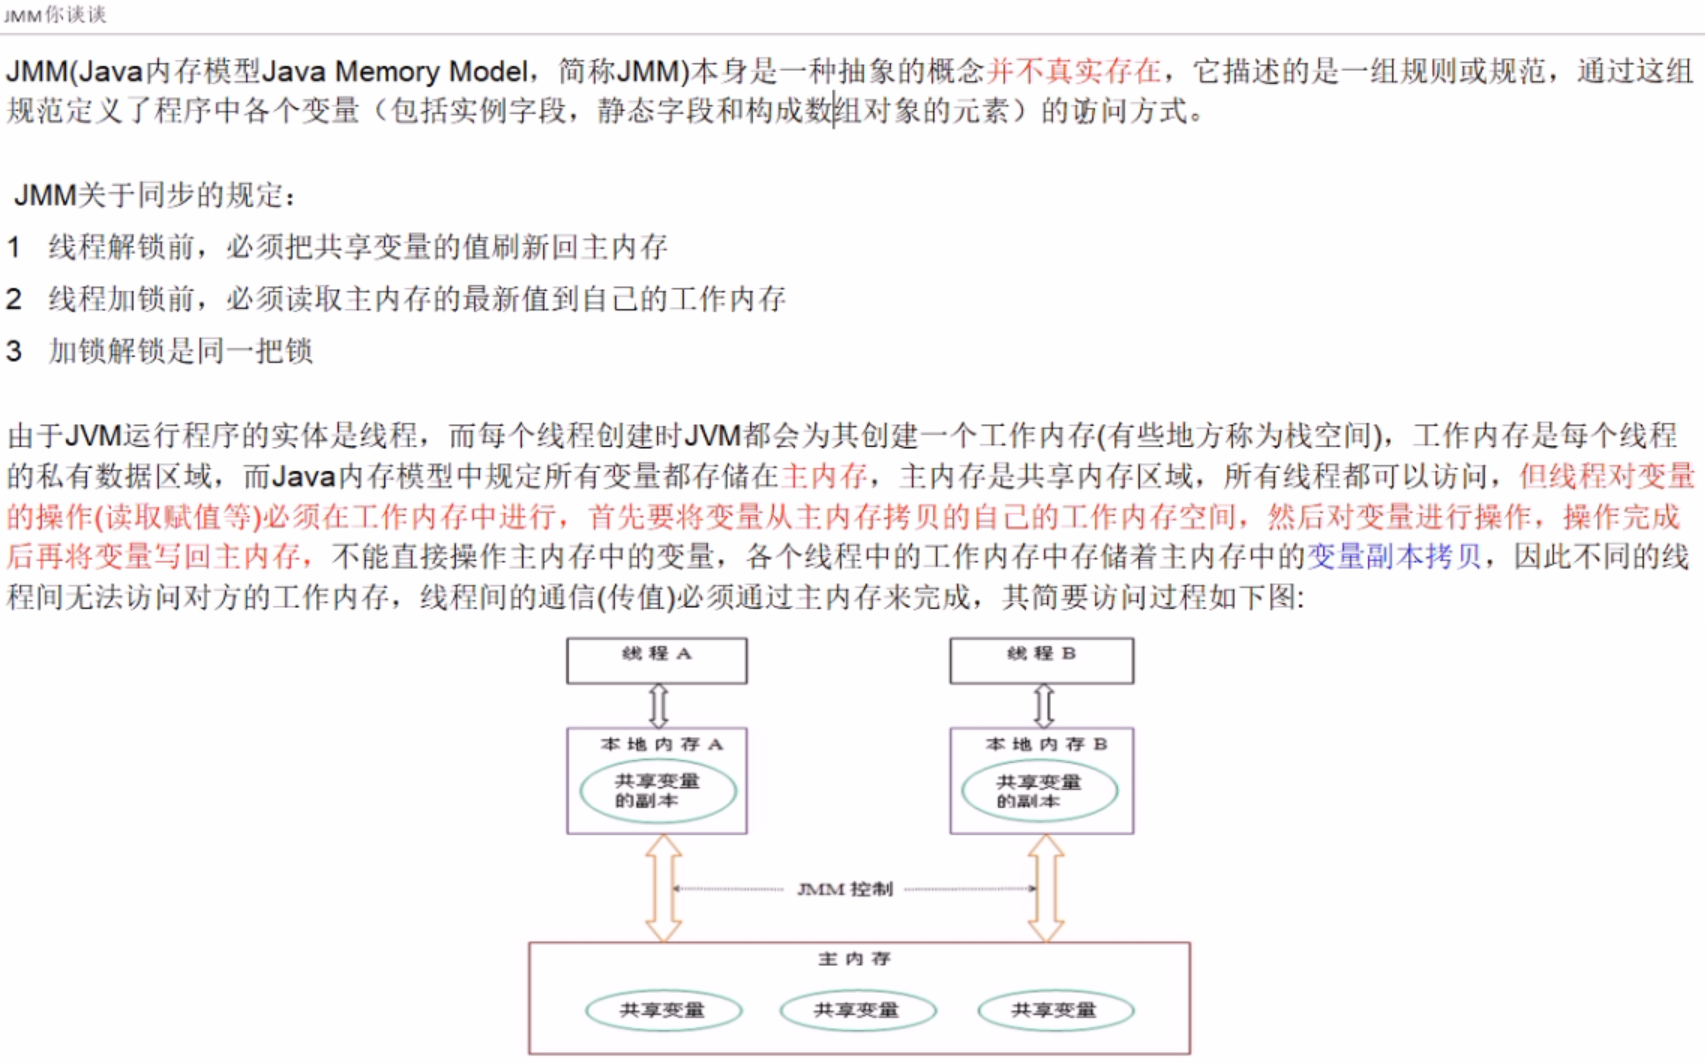 JMM你谈谈
JMM(Java内存模型Java Memory Model，简称JMM)本身是一种抽象的概念并不真实存在，它描述的是一组规则或规范，通过这组
规范定义了程序中各个变量（包括实例字段，静态字段和构成数组对象的元素）的访问方式。
JMM关于同步的规定：
1 线程解锁前，必须把共享变量的值刷新回主内存
2 线程加锁前，必须读取主内存的最新值到自己的工作内存
3 加锁解锁是同一把锁
由于JVM运行程序的实体是线程，而每个线程创建时JVM都会为其创建一个工作内存(有些地方称为栈空间)，工作内存是每个线程
的私有数据区域，而Java内存模型中规定所有变量都存储在主内存，主内存是共享内存区域，所有线程都可以访问，但线程对变量
的操作(读取赋值等)必须在工作内存中进行，首先要将变量从主内存拷贝的自己的工作内存空间，然后对变量进行操作，操作完成
后再将变量写回主内存，不能直接操作主内存中的变量，各个线程中的工作内存中存储着主内存中的变量副本拷贝，因此不同的线
程间无法访问对方的工作内存，线程间的通信(传值)必须通过主内存来完成，其简要访问过程如下图:
线程A
线程B
本地内存A
本地内存B
共享变量
的副本
共享变量
的副本
JMM 控制
主内存
共享变量
共享变量
共享变量